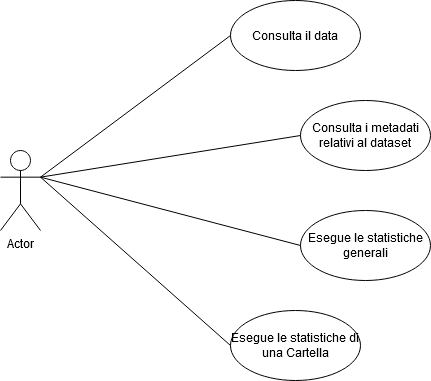 Consulta il data
Consulta i metadati
relativi al dataset
Actor
Esegue le statistiche
generali
Esegue le statistiche di
una Cartella